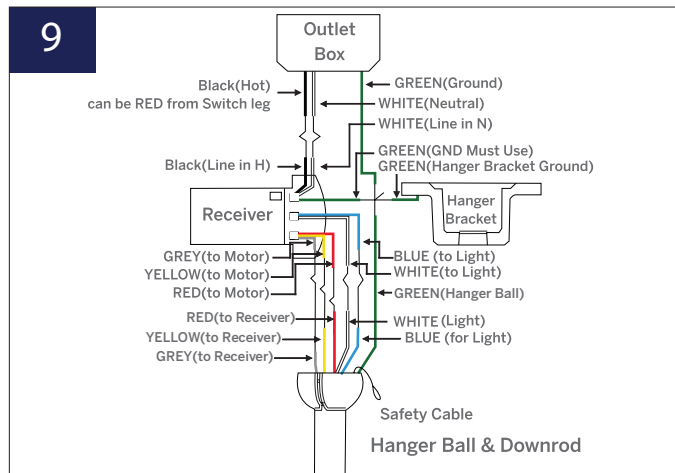 9
Outlet
Box
Black(Hot)
can be RED from Switch leg
GREEN(Ground)
WHITE(Neutral)
WHITE(Line in N)
GREEN(GND Must Use)
Black(Line in H)
GREEN(Hanger Bracket Ground)
Receiver
Hanger
Bracket
GREY(to Motor)
BLUE (to Light)
YELLOW(to Motor)
WHITE(to Light)
RED(to Motor)
GREEN(Hanger Ball)
RED(to Receiver)
WHITE (Light)
YELLOW(to Receiver)
BLUE (for Light)
GREY(to Receiver)
Safety Cable
Hanger Ball & Downrod